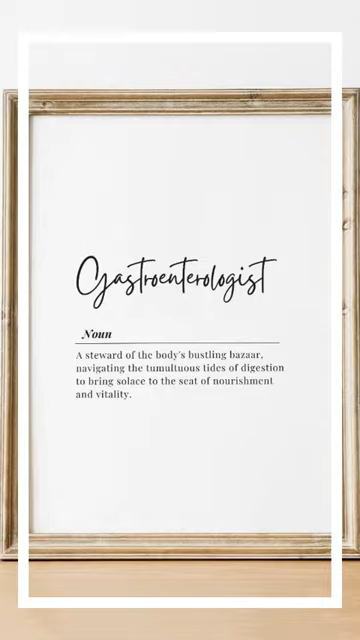 Gastroenterologist
Noun
A steward of the body's bustling bazaar,
navigating the tumultuous tides of digestion
to bring solace to the seat of nourishment
and vitality.